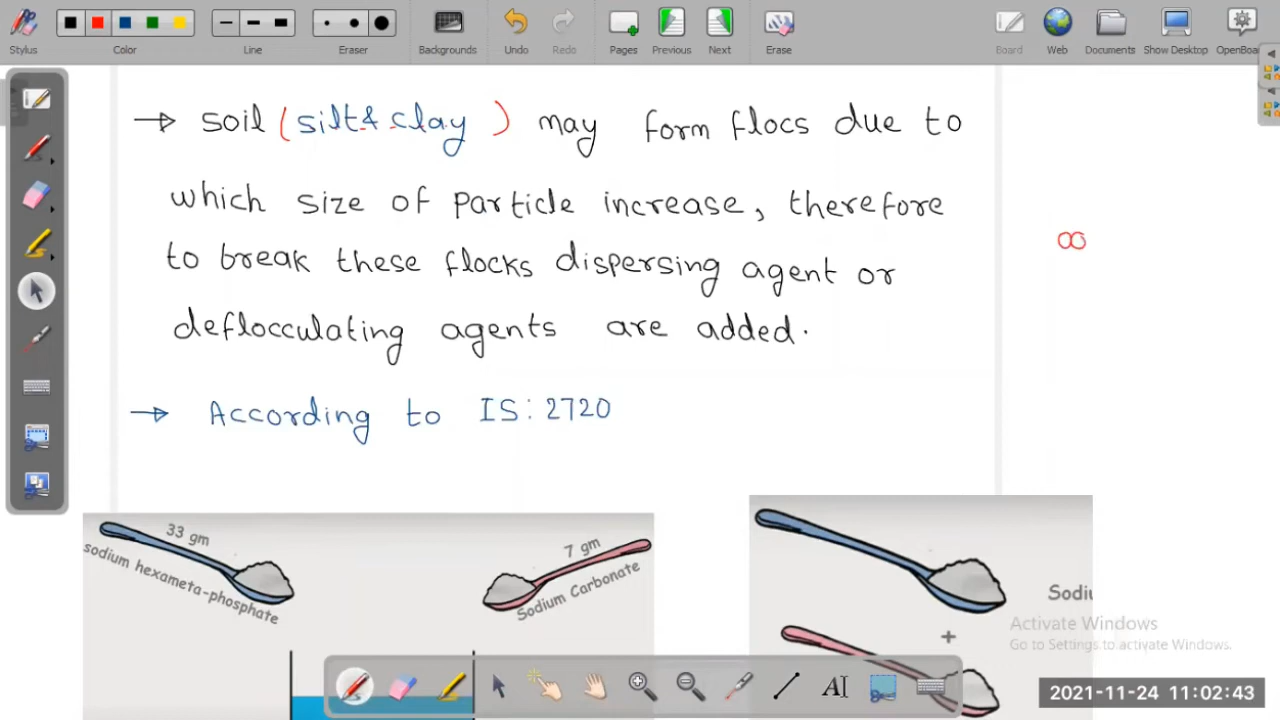 Stylus Color Line Eraser Backgrounds Undo Redo Pages Previous Next Erase Board Web Documents Show Desktop OpenBoard
→ soil (silt & clay) may form flocs due to
which size of particle increase, therefore
to break these flocks dispersing agent or
deflocculating agents are added.
→ According to IS: 2720
33 gm
sodium hexameta-phosphate
7 gm
Sodium Carbonate
+
Activate Windows
Go to Settings to activate Windows.
2021-11-24 11:02:43